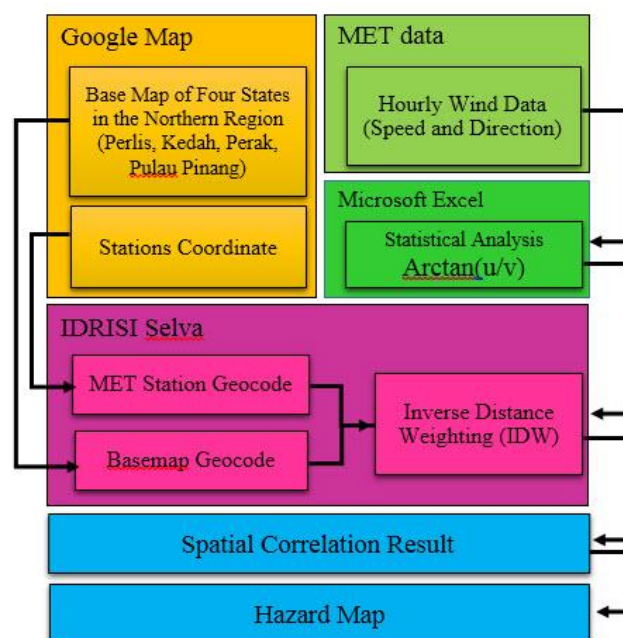 Google Map
Base Map of Four States
in the Northern Region
(Perlis, Kedah, Perak,
Pulau Pinang)
Stations Coordinate
MET data
Hourly Wind Data
(Speed and Direction)
Microsoft Excel
Statistical Analysis
Arctan(u/v)
IDRISI Selva
MET Station Geocode
Basemap Geocode
Inverse Distance
Weighting (IDW)
Spatial Correlation Result
Hazard Map